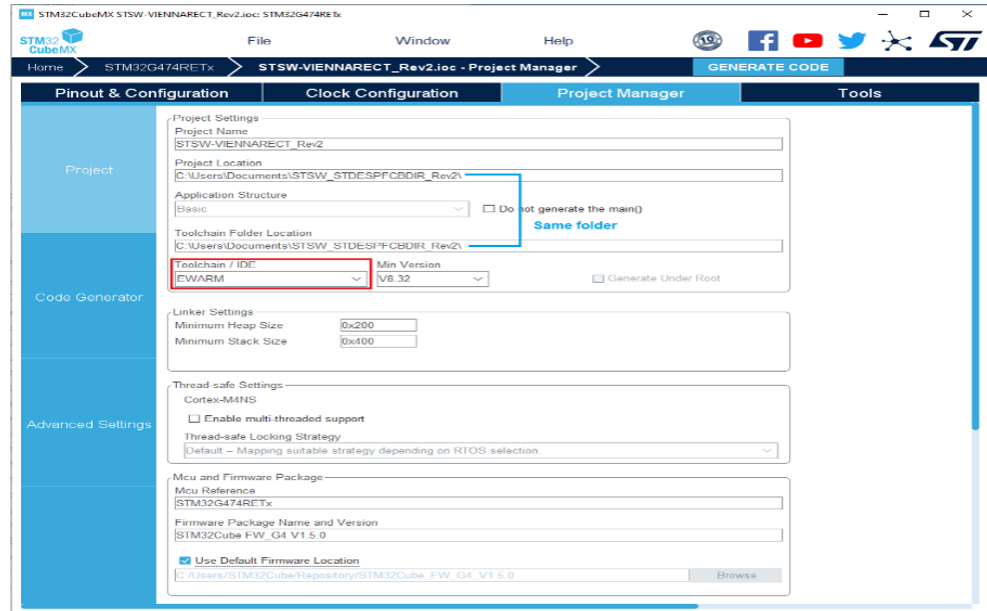 MX STM32CubeMX STSW-VIENNARECT_Rev2.ioc: STM32G474RETx
STM32 CubeMX
File Window Help
10
ST
Home STM32G474RETx STSW-VIENNARECT_Rev2.ioc - Project Manager GENERATE CODE
Pinout & Configuration Clock Configuration Project Manager Tools
Project
Code Generator
Advanced Settings
Project Settings
Project Name
STSW-VIENNARECT_Rev2
Project Location
C:\Users\Documents\STSW_STDESPFCBDIR_Rev2\
Application Structure
Basic Do not generate the main()
Same folder
Toolchain Folder Location
C:\Users\Documents\STSW_STDESPFCBDIR_Rev2\
Toolchain / IDE Min Version
EWARM V8.32 Generate Under Root
Linker Settings
Minimum Heap Size 0x200
Minimum Stack Size 0x400
Thread-safe Settings
Cortex-M4NS
Enable multi-threaded support
Thread-safe Locking Strategy
Default – Mapping suitable strategy depending on RTOS selection.
Mcu and Firmware Package
Mcu Reference
STM32G474RETx
Firmware Package Name and Version
STM32Cube FW_G4 V1.5.0
Use Default Firmware Location
C:/Users/STM32Cube/Repository/STM32Cube_FW_G4_V1.5.0 Browse